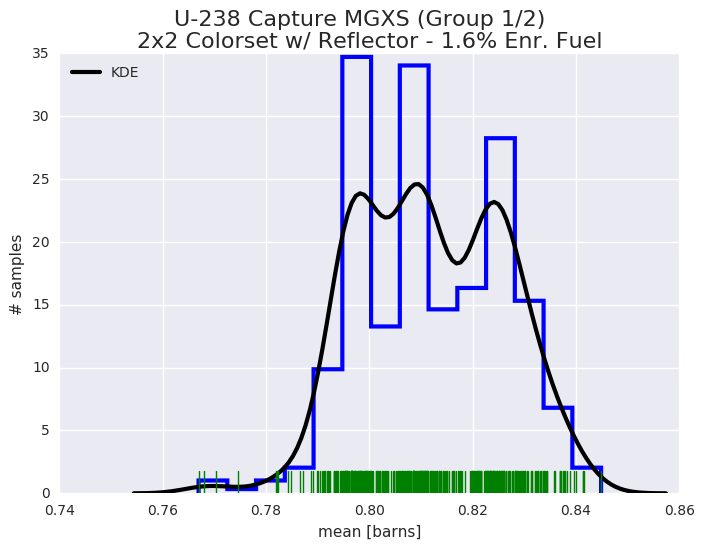 U-238 Capture MGXS (Group 1/2)
2x2 Colorset w/ Reflector - 1.6% Enr. Fuel
35
KDE
30
25
20
15
10
5
0
# samples
0.74 0.76 0.78 0.80 0.82 0.84 0.86
mean [barns]